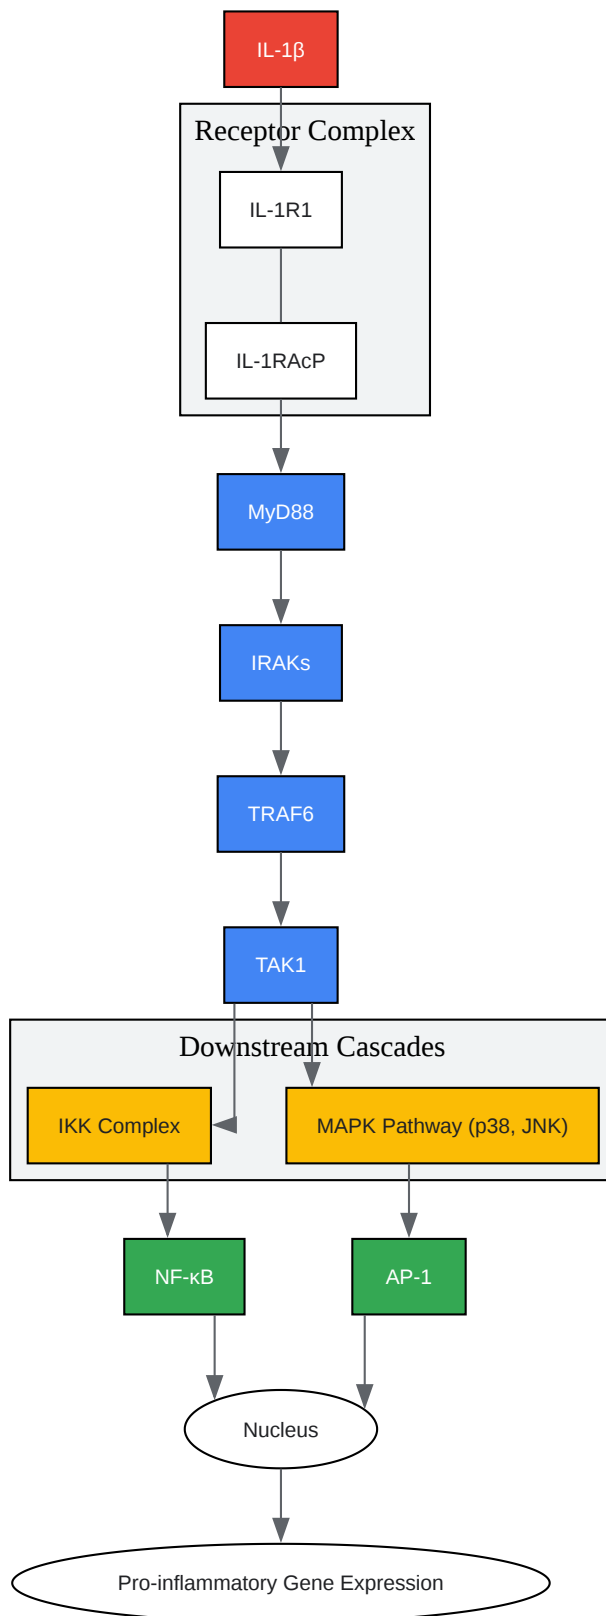 IL-1β
Receptor Complex
IL-1R1
IL-1RAcP
MyD88
IRAKs
TRAF6
TAK1
Downstream Cascades
IKK Complex
MAPK Pathway (p38, JNK)
NF-κB
AP-1
Nucleus
Pro-inflammatory Gene Expression